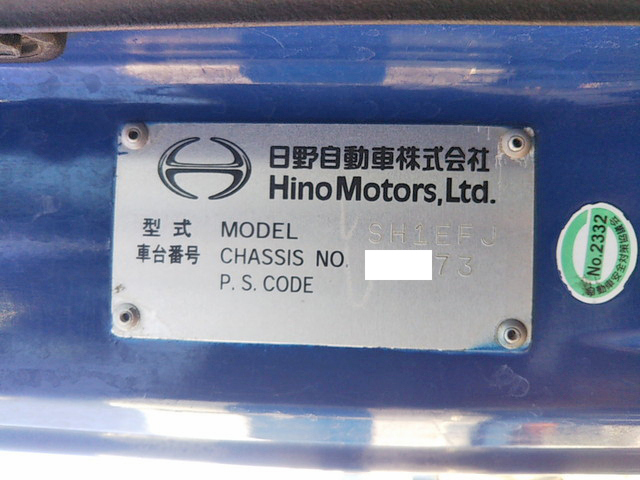 日野自動車株式会社
Hino Motors, Ltd.
型式 MODEL SH1EFJ
車台番号 CHASSIS NO. 73
P. S. CODE
No.2332